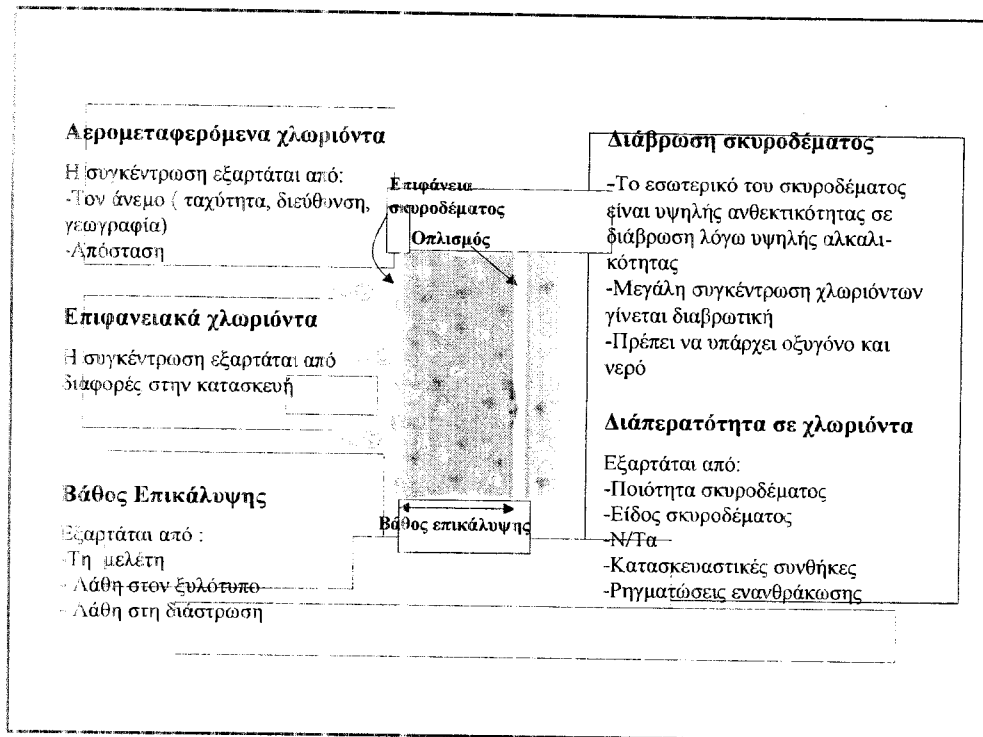 Αερομεταφερόμενα χλωριόντα
Η συγκέντρωση εξαρτάται από:
-Τον άνεμο ( ταχύτητα, διεύθυνση,
γεωγραφία)
-Απόσταση
Επιφανειακά χλωριόντα
Η συγκέντρωση εξαρτάται από
διαφορές στην κατασκευή
Βάθος Επικάλυψης
Εξαρτάται από :
-Τη μελέτη
- Λάθη στον ξυλότυπο
- Λάθη στη διάστρωση
Επιφάνεια
σκυροδέματος
Οπλισμός
Βάθος επικάλυψης
Διάβρωση σκυροδέματος
-Το εσωτερικό του σκυροδέματος
είναι υψηλής ανθεκτικότητας σε
διάβρωση λόγω υψηλής αλκαλι-
κότητας
-Μεγάλη συγκέντρωση χλωριόντων
γίνεται διαβρωτική
-Πρέπει να υπάρχει οξυγόνο και
νερό
Διάπερατότητα σε χλωριόντα
Εξαρτάται από:
-Ποιότητα σκυροδέματος
-Είδος σκυροδέματος
-Ν/Τα
-Κατασκευαστικές συνθήκες
-Ρηγματώσεις ενανθράκωσης